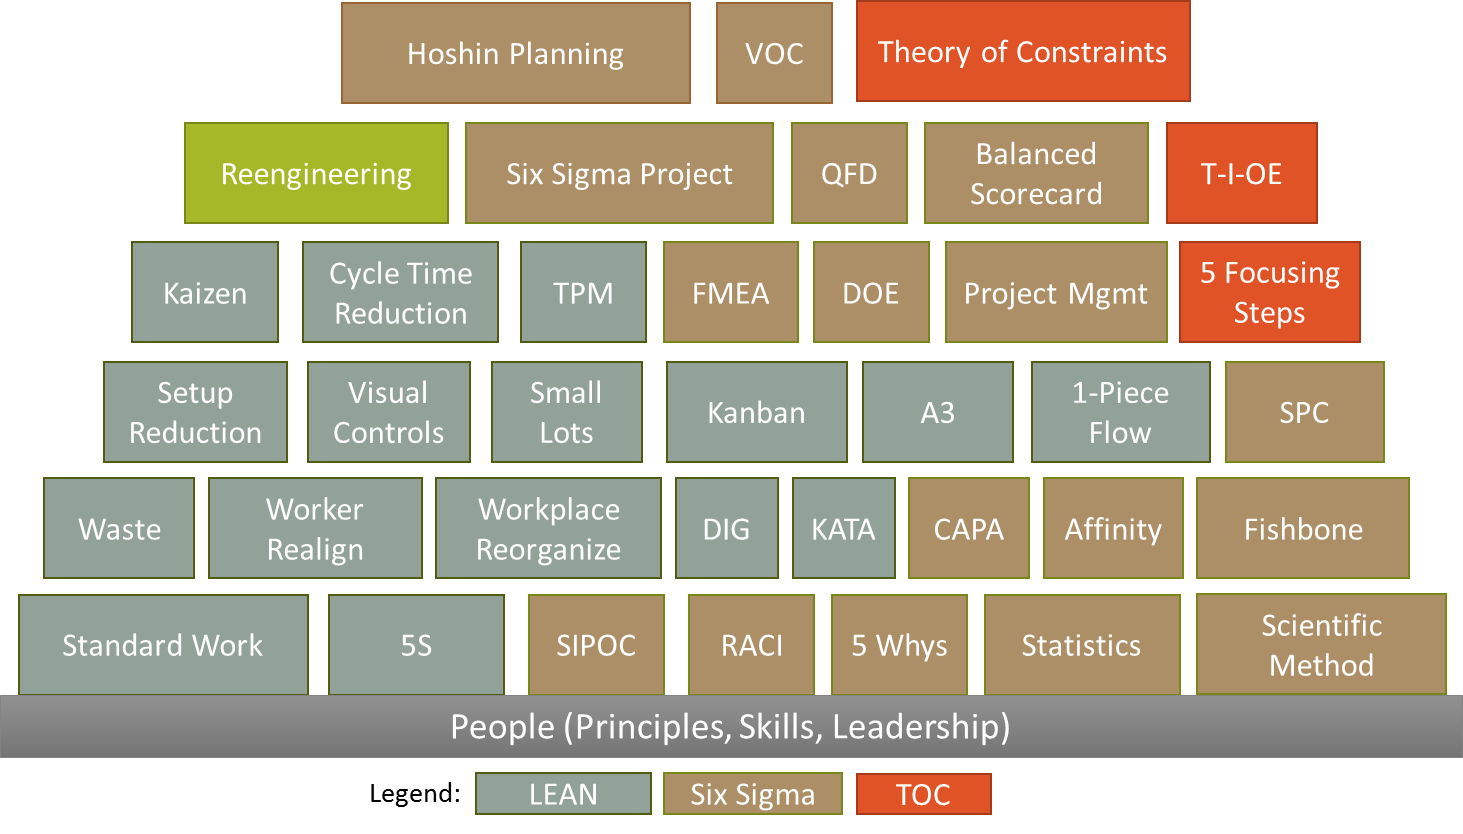 Hoshin Planning
VOC
Theory of Constraints
Reengineering
Six Sigma Project
QFD
Balanced
Scorecard
T-I-OE
Kaizen
Cycle Time
Reduction
TPM
FMEA
DOE
Project Mgmt
5 Focusing
Steps
Setup
Reduction
Visual
Controls
Small
Lots
Kanban
A3
1-Piece
Flow
SPC
Waste
Worker
Realign
Workplace
Reorganize
DIG
KATA
CAPA
Affinity
Fishbone
Standard Work
5S
SIPOC
RACI
5 Whys
Statistics
Scientific
Method
People (Principles, Skills, Leadership)
Legend:
LEAN
Six Sigma
TOC